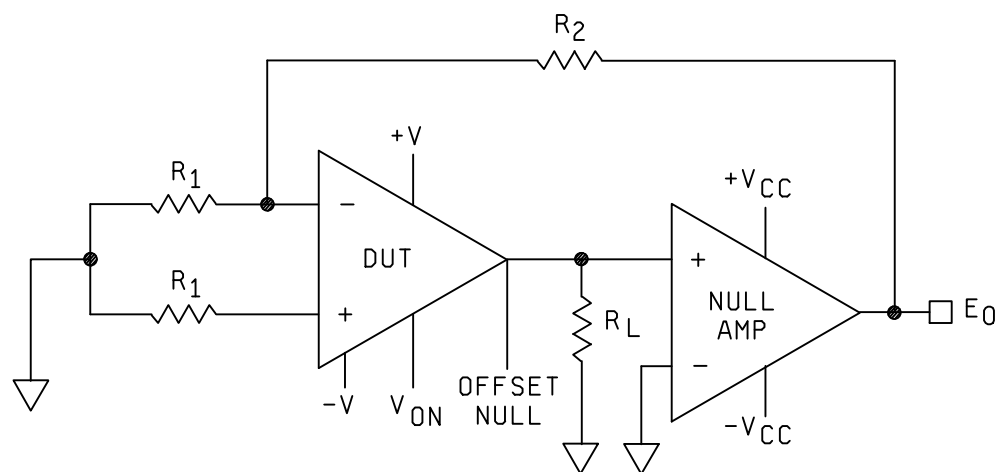 R2
+V
R1
+VCC
−
DUT
R1
+
NULL
AMP
+
EO
RL
−
OFFSET
NULL
−V
VON
−VCC